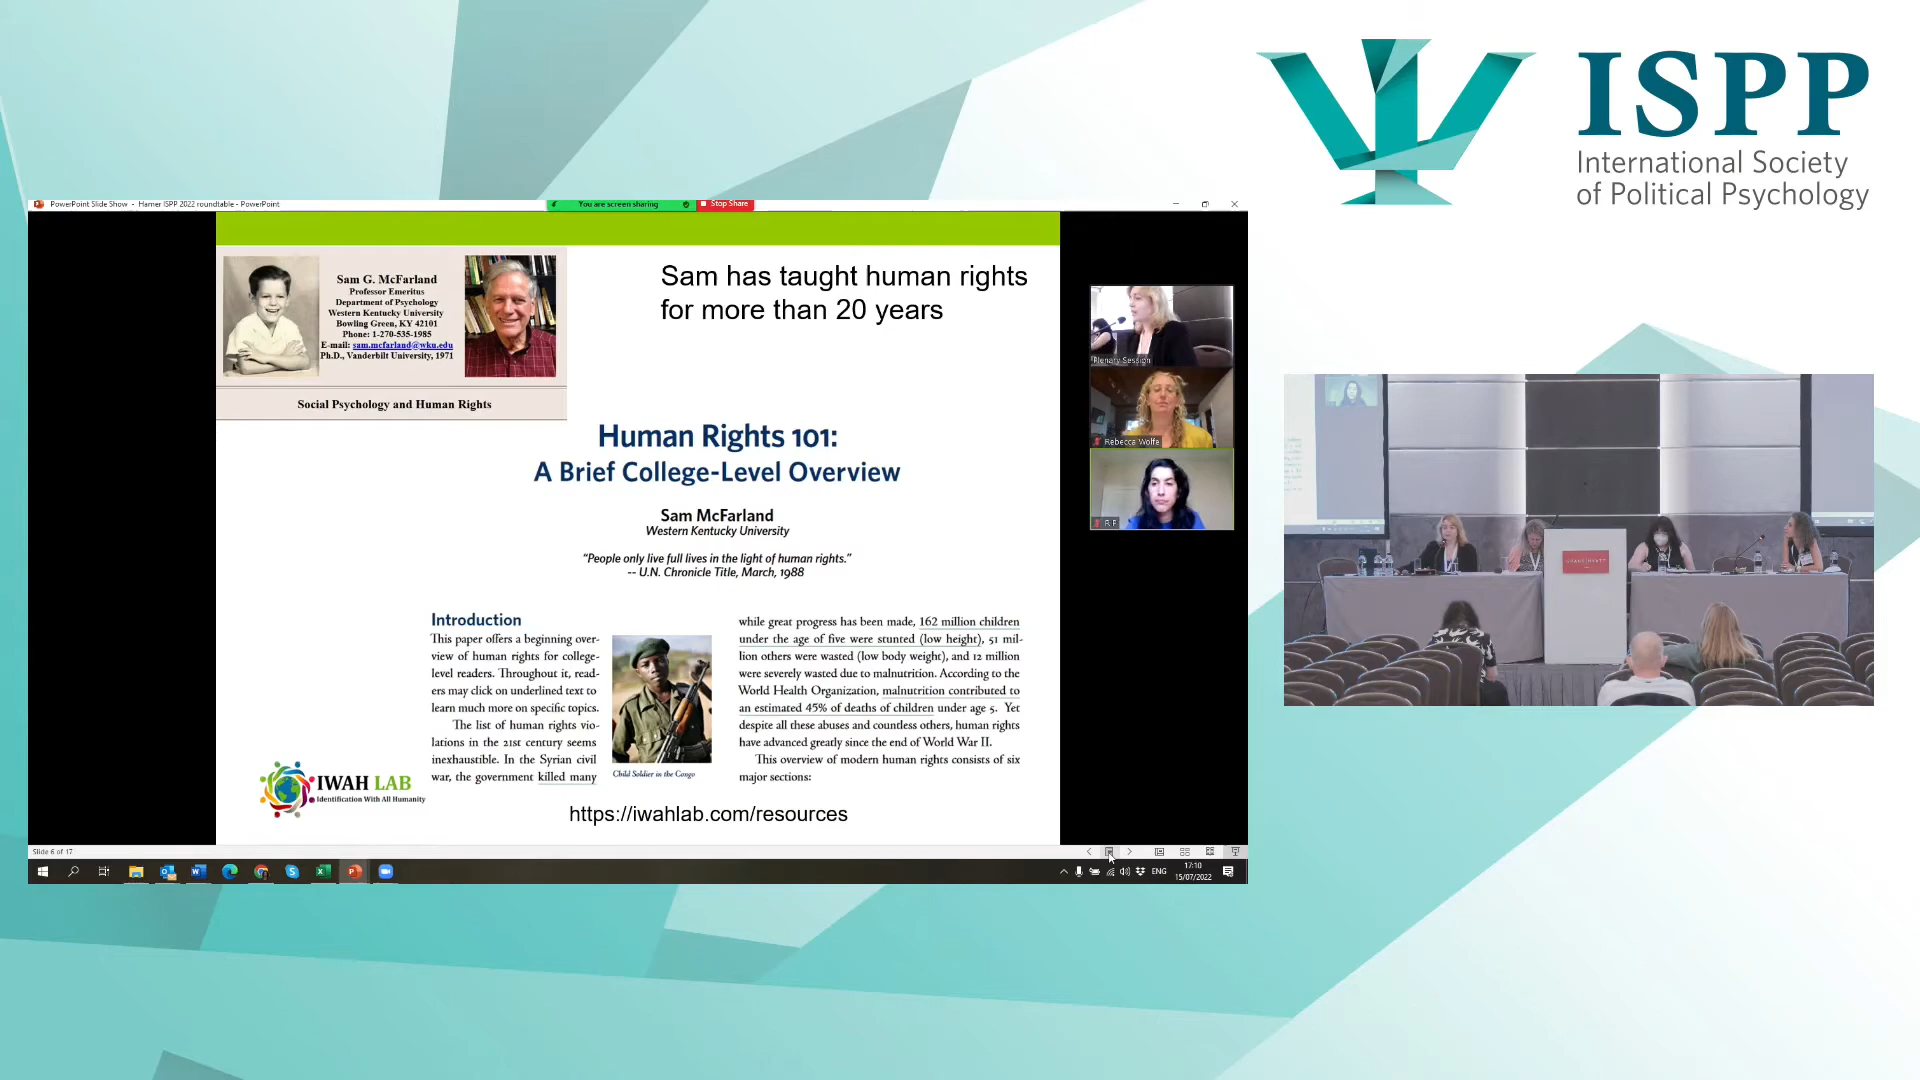 ISPP
International Society
of Political Psychology
PowerPoint Slide Show - Hamer ISPP 2022 roundtable - PowerPoint
You are screen sharing
Stop Share
Sam G. McFarland
Professor Emeritus
Department of Psychology
Western Kentucky University
Bowling Green, KY 42101
Phone: 1-270-535-1985
E-mail: sam.mcfarland@wku.edu
Ph.D., Vanderbilt University, 1971
Social Psychology and Human Rights
Sam has taught human rights
for more than 20 years
Human Rights 101:
A Brief College-Level Overview
Sam McFarland
Western Kentucky University
“People only live full lives in the light of human rights.”
-- U.N. Chronicle Title, March, 1988
Introduction
This paper offers a beginning over-
view of human rights for college-
level readers. Throughout it, read-
ers may click on underlined text to
learn much more on specific topics.
The list of human rights vio-
lations in the 21st century seems
inexhaustible. In the Syrian civil
war, the government killed many
Child Soldier in the Congo
while great progress has been made, 162 million children
under the age of five were stunted (low height), 51 mil-
lion others were wasted (low body weight), and 12 million
were severely wasted due to malnutrition. According to the
World Health Organization, malnutrition contributed to
an estimated 45% of deaths of children under age 5. Yet
despite all these abuses and countless others, human rights
have advanced greatly since the end of World War II.
This overview of modern human rights consists of six
major sections:
IWAH LAB
Identification With All Humanity
https://iwahlab.com/resources
Plenary Session
Rebecca Wolfe
R F
GRAND HYATT
Slide 6 of 17
ENG
17:10
15/07/2022